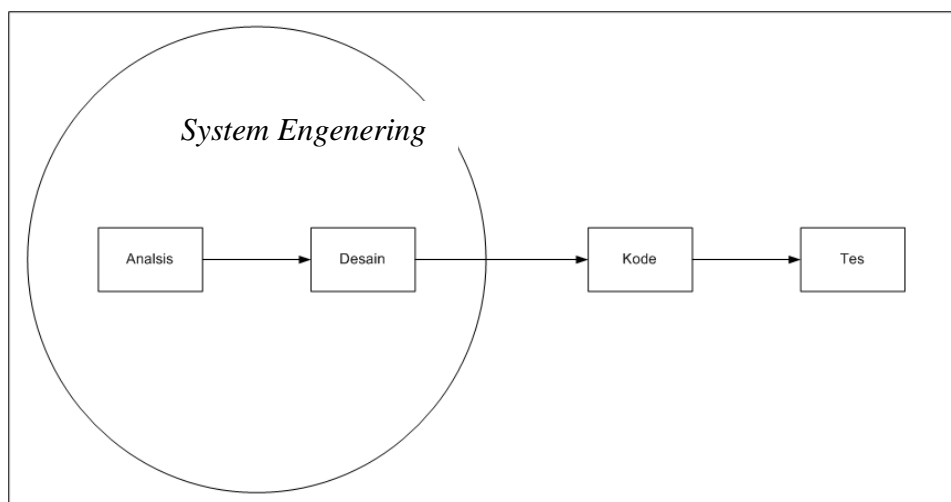 System Engenering
Analsis
Desain
Kode
Tes